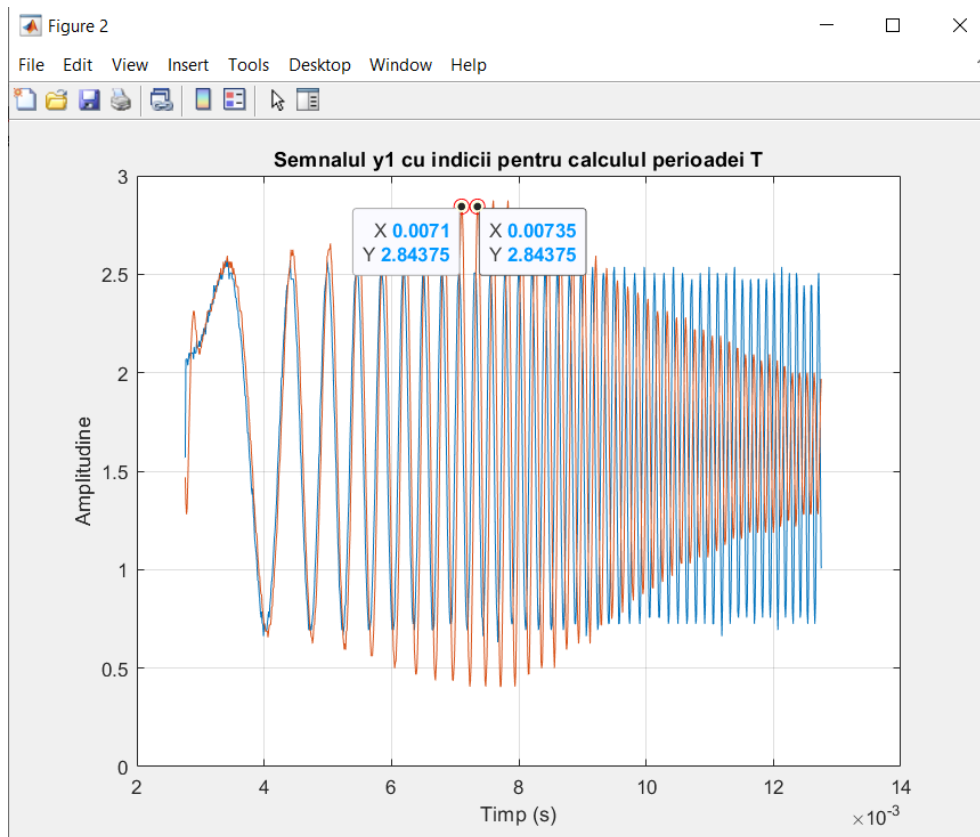 Figure 2
File Edit View Insert Tools Desktop Window Help
Semnalul y1 cu indicii pentru calculul perioadei T
3
X 0.0071
Y 2.84375
X 0.00735
Y 2.84375
2.5
2
1.5
1
0.5
0
Amplitudine
2 4 6 8 10 12 14
Timp (s)
×10⁻³